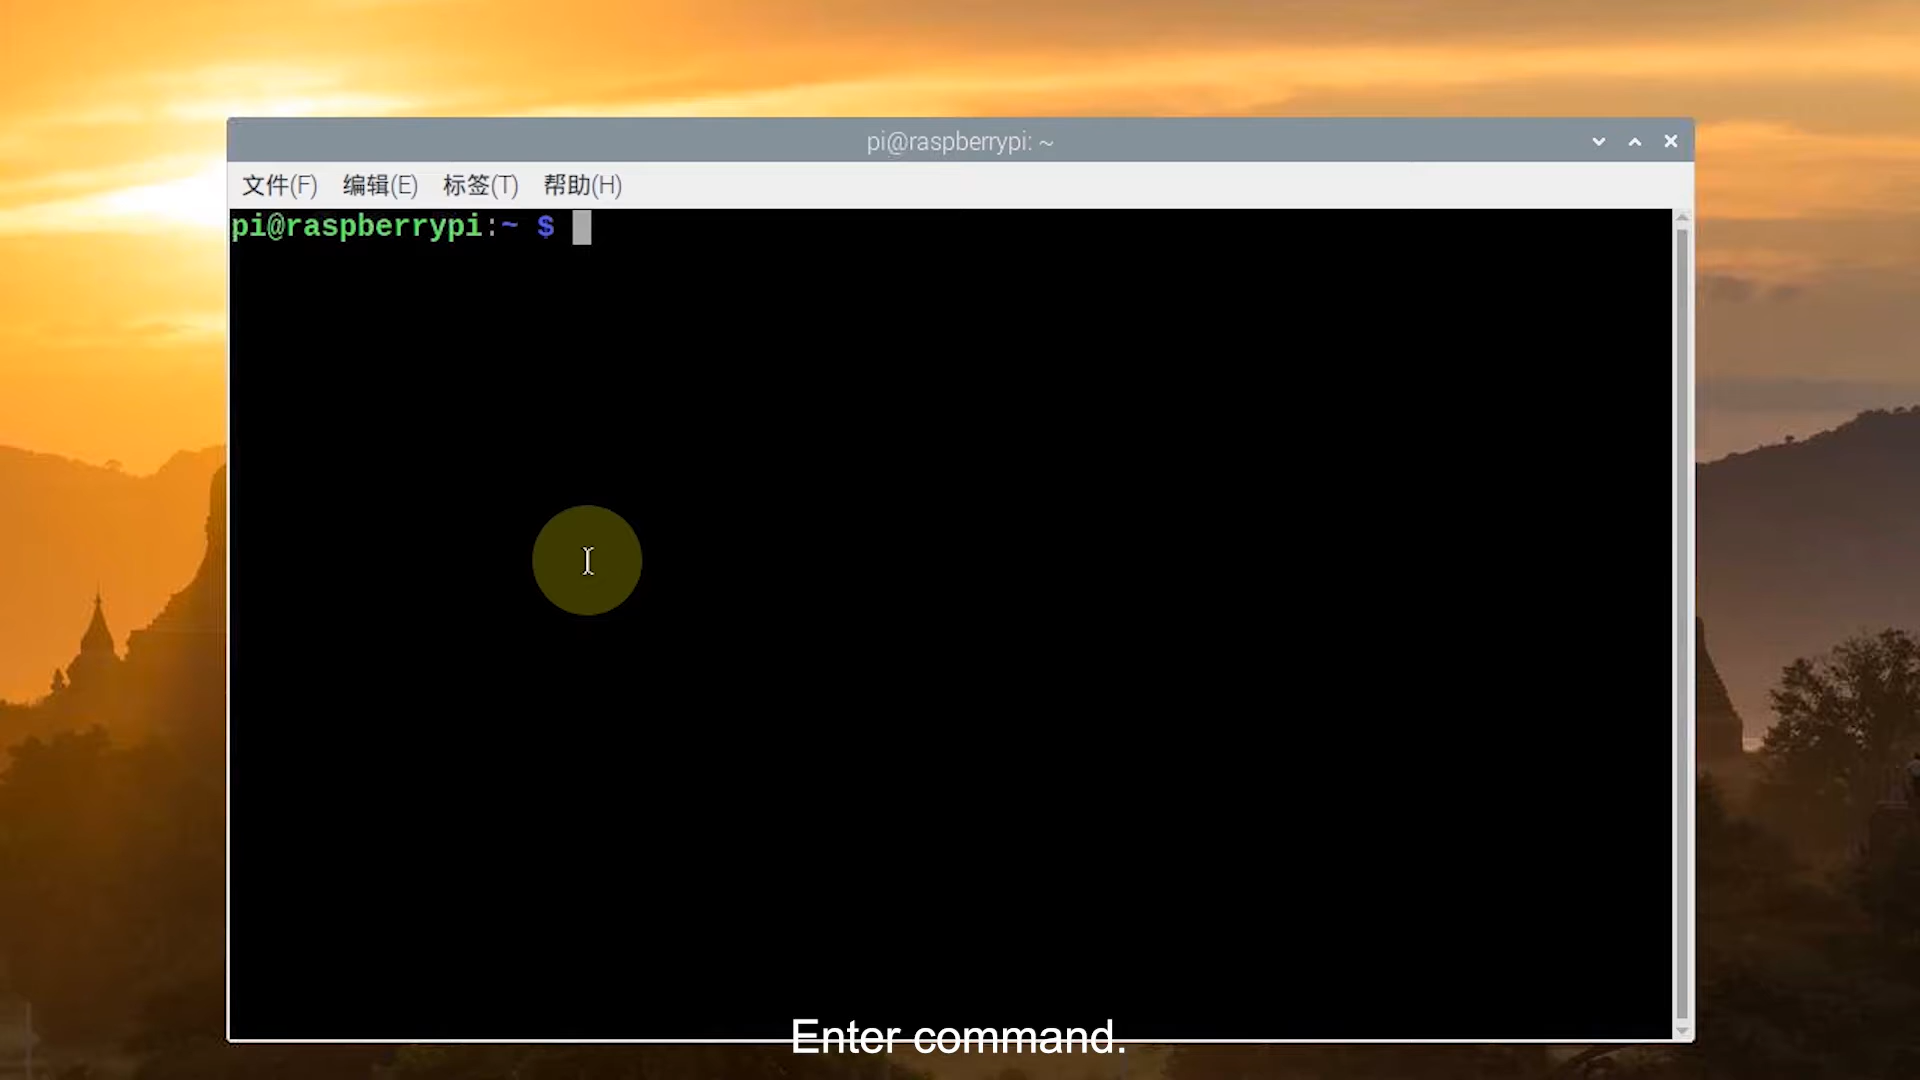 pi@raspberrypi: ~
文件(F) 编辑(E) 标签(T) 帮助(H)
pi@raspberrypi:~ $
Enter command.